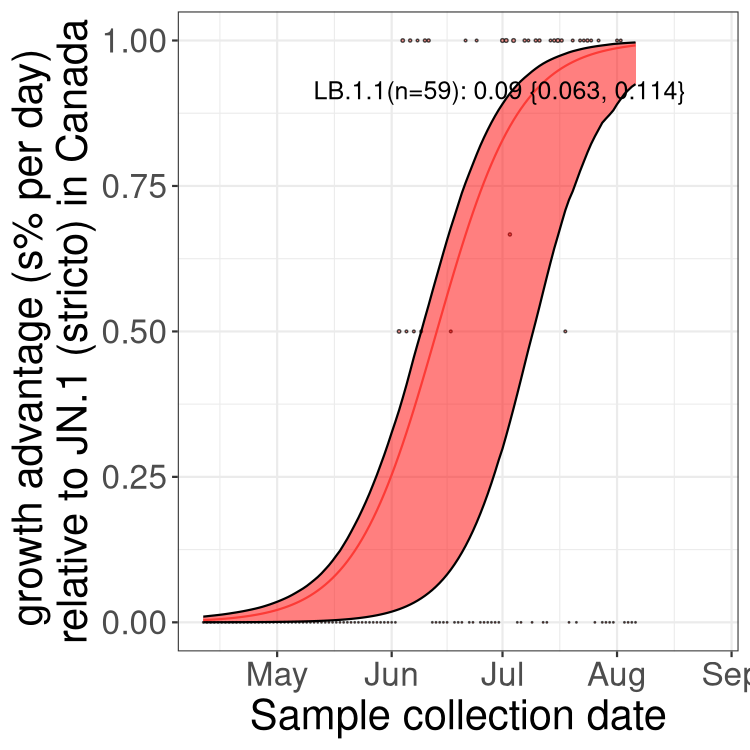 growth advantage (s% per day)
relative to JN.1 (stricto) in Canada
1.00
0.75
0.50
0.25
0.00
LB.1.1(n=59): 0.09 {0.063, 0.114}
May Jun Jul Aug Sep
Sample collection date